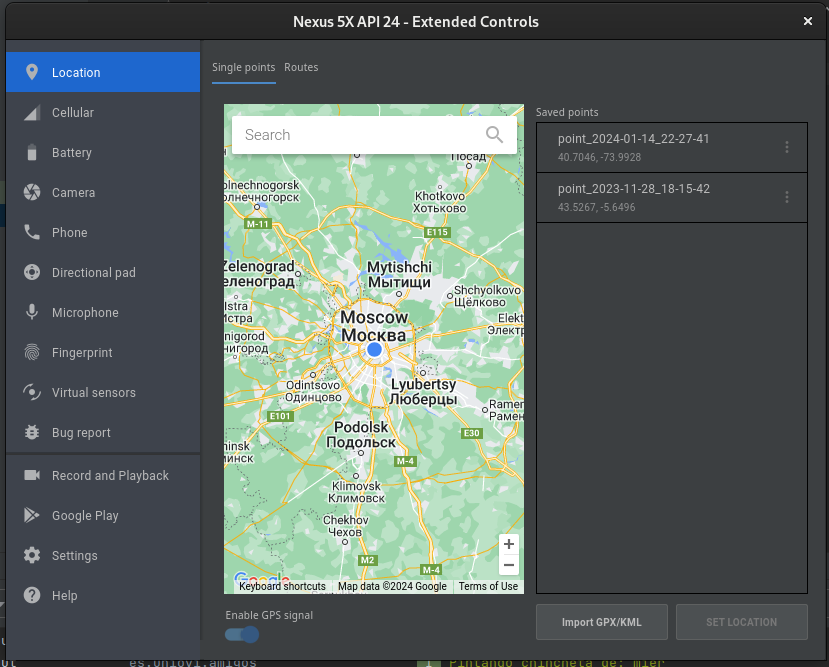 Nexus 5X API 24 - Extended Controls
Location
Cellular
Battery
Camera
Phone
Directional pad
Microphone
Fingerprint
Virtual sensors
Bug report
Record and Playback
Google Play
Settings
Help
Single points
Routes
Search
Посад
olnechnogorsk
олнечногорск
Khotkovo
Хотьково
M-11
E115
Zelenograd
еленоград
Mytishchi
Мытищи
Shchyolkovo
Щёлково
Istra
Истра
Elekt
Электр
Moscow
Москва
nigorod
нигород
Odintsovo
Одинцово
Lyubertsy
Люберцы
E101
Ramen
Рамен
Podolsk
Подольск
E30
minsk
минск
M-4
Klimovsk
Климовск
Chekhov
Чехов
M2
M-4
+
−
Google
Keyboard shortcuts
Map data ©2024 Google
Terms of Use
Enable GPS signal
Saved points
point_2024-01-14_22-27-41
40.7046, -73.9928
point_2023-11-28_18-15-42
43.5267, -5.6496
Import GPX/KML
SET LOCATION
es.uniovi.amigos
Pintando chincheta de: